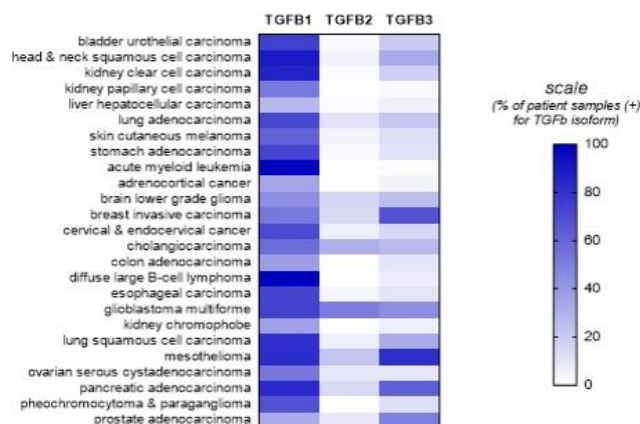 TGFB1 TGFB2 TGFB3
bladder urothelial carcinoma
head & neck squamous cell carcinoma
kidney clear cell carcinoma
kidney papillary cell carcinoma
liver hepatocellular carcinoma
lung adenocarcinoma
skin cutaneous melanoma
stomach adenocarcinoma
acute myeloid leukemia
adrenocortical cancer
brain lower grade glioma
breast invasive carcinoma
cervical & endocervical cancer
cholangiocarcinoma
colon adenocarcinoma
diffuse large B-cell lymphoma
esophageal carcinoma
glioblastoma multiforme
kidney chromophobe
lung squamous cell carcinoma
mesothelioma
ovarian serous cystadenocarcinoma
pancreatic adenocarcinoma
pheochromocytoma & paraganglioma
prostate adenocarcinoma
scale
(% of patient samples (+)
for TGFb isoform)
100
80
60
40
20
0